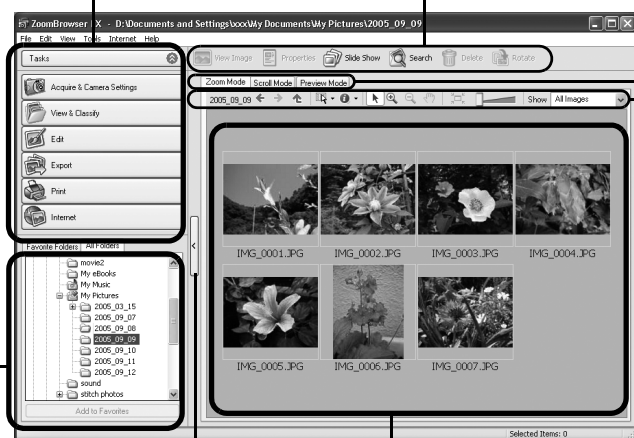 ZoomBrowser EX - D:\Documents and Settings\xxx\My Documents\My Pictures\2005_09_09
File Edit View Tools Internet Help
Tasks
View Image Properties Slide Show Search Delete Rotate
Acquire & Camera Settings
Zoom Mode Scroll Mode Preview Mode
2005_09_09 Show All Images
View & Classify
Edit
Export
Print
Internet
IMG_0001.JPG IMG_0002.JPG IMG_0003.JPG IMG_0004.JPG
Favorite Folders All Folders
movie2
My eBooks
My Music
My Pictures
2005_03_15
2005_09_07
2005_09_08
2005_09_09
2005_09_10
2005_09_11
2005_09_12
sound
stitch photos
IMG_0005.JPG IMG_0006.JPG IMG_0007.JPG
Add to Favorites
Selected Items: 0